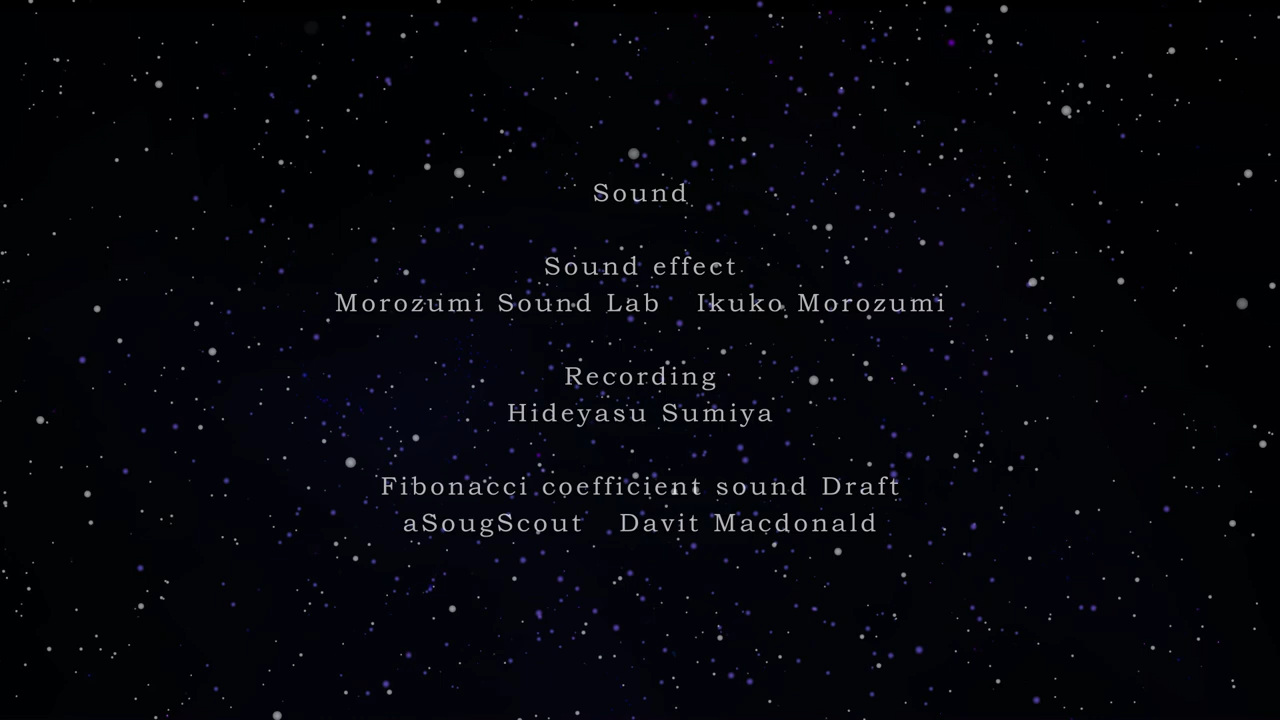 Sound
Sound effect
Morozumi Sound Lab Ikuko Morozumi
Recording
Hideyasu Sumiya
Fibonacci coefficient sound Draft
aSougScout Davit Macdonald